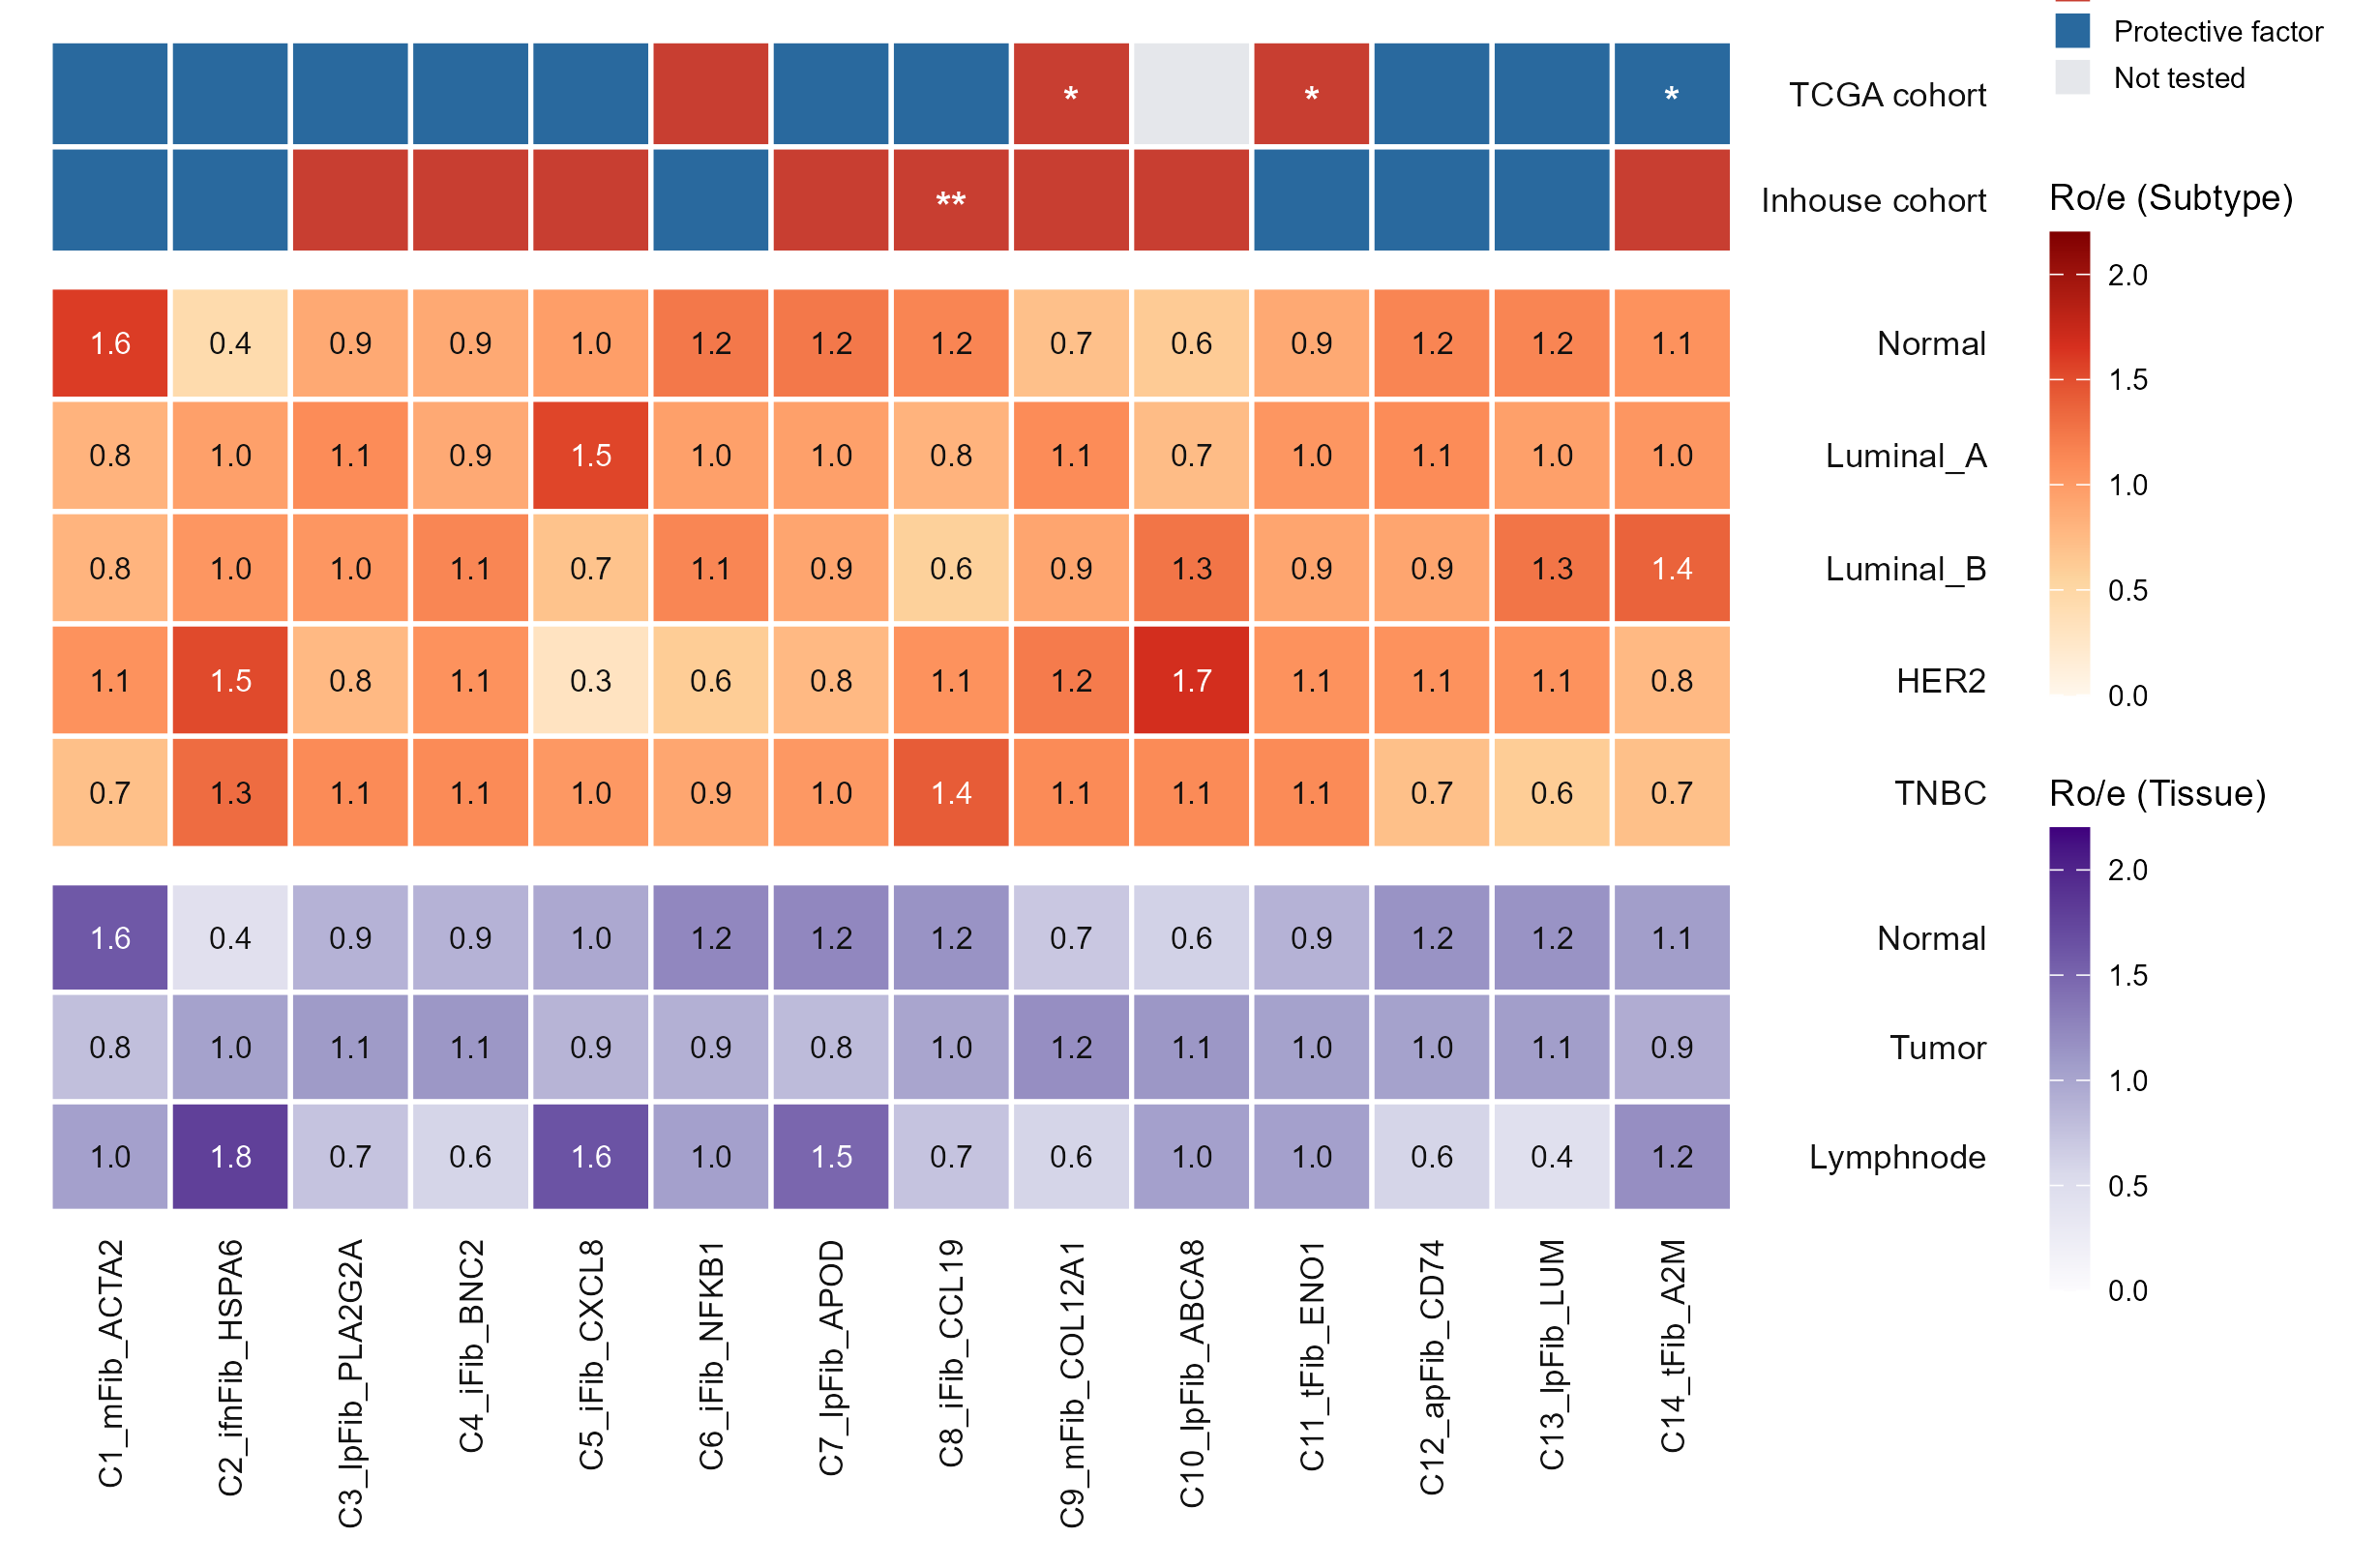 Protective factor
Not tested
* * * TCGA cohort
** Inhouse cohort
Ro/e (Subtype)
2.0
1.5
1.0
0.5
0.0
1.6 0.4 0.9 0.9 1.0 1.2 1.2 1.2 0.7 0.6 0.9 1.2 1.2 1.1 Normal
0.8 1.0 1.1 0.9 1.5 1.0 1.0 0.8 1.1 0.7 1.0 1.1 1.0 1.0 Luminal_A
0.8 1.0 1.0 1.1 0.7 1.1 0.9 0.6 0.9 1.3 0.9 0.9 1.3 1.4 Luminal_B
1.1 1.5 0.8 1.1 0.3 0.6 0.8 1.1 1.2 1.7 1.1 1.1 1.1 0.8 HER2
0.7 1.3 1.1 1.1 1.0 0.9 1.0 1.4 1.1 1.1 1.1 0.7 0.6 0.7 TNBC
Ro/e (Tissue)
2.0
1.5
1.0
0.5
0.0
1.6 0.4 0.9 0.9 1.0 1.2 1.2 1.2 0.7 0.6 0.9 1.2 1.2 1.1 Normal
0.8 1.0 1.1 1.1 0.9 0.9 0.8 1.0 1.2 1.1 1.0 1.0 1.1 0.9 Tumor
1.0 1.8 0.7 0.6 1.6 1.0 1.5 0.7 0.6 1.0 1.0 0.6 0.4 1.2 Lymphnode
C1_mFib_ACTA2
C2_ifnFib_HSPA6
C3_lpFib_PLA2G2A
C4_iFib_BNC2
C5_iFib_CXCL8
C6_iFib_NFKB1
C7_lpFib_APOD
C8_iFib_CCL19
C9_mFib_COL12A1
C10_lpFib_ABCA8
C11_tFib_ENO1
C12_apFib_CD74
C13_lpFib_LUM
C14_tFib_A2M